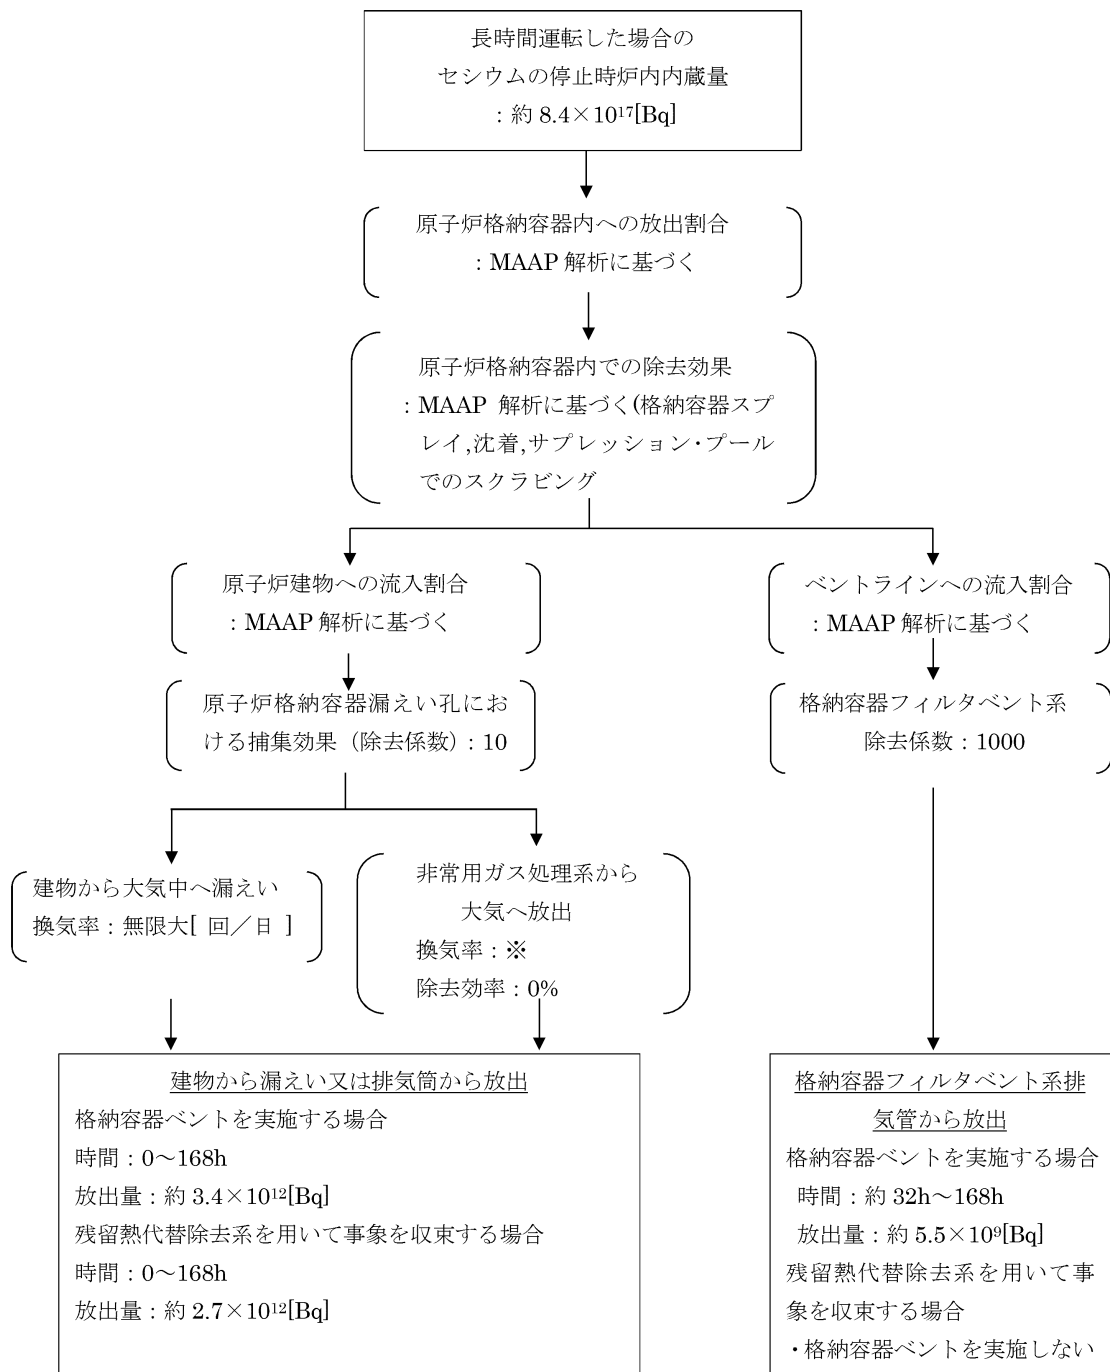 長時間運転した場合の
セシウムの停止時炉内内蔵量
：約 8.4×10¹⁷[Bq]
原子炉格納容器内への放出割合
：MAAP 解析に基づく
原子炉格納容器内での除去効果
：MAAP 解析に基づく(格納容器スプ
レイ,沈着,サプレッション・プール
でのスクラビング
原子炉建物への流入割合
：MAAP 解析に基づく
ベントラインへの流入割合
：MAAP 解析に基づく
原子炉格納容器漏えい孔にお
ける捕集効果（除去係数）：10
格納容器フィルタベント系
除去係数：1000
建物から大気中へ漏えい
換気率：無限大[ 回／日 ]
非常用ガス処理系から
大気へ放出
換気率：※
除去効率：0%
建物から漏えい又は排気筒から放出
格納容器ベントを実施する場合
時間：0～168h
放出量：約 3.4×10¹²[Bq]
残留熱代替除去系を用いて事象を収束する場合
時間：0～168h
放出量：約 2.7×10¹²[Bq]
格納容器フィルタベント系排
気管から放出
格納容器ベントを実施する場合
時間：約 32h～168h
放出量：約 5.5×10⁹[Bq]
残留熱代替除去系を用いて事
象を収束する場合
・格納容器ベントを実施しない